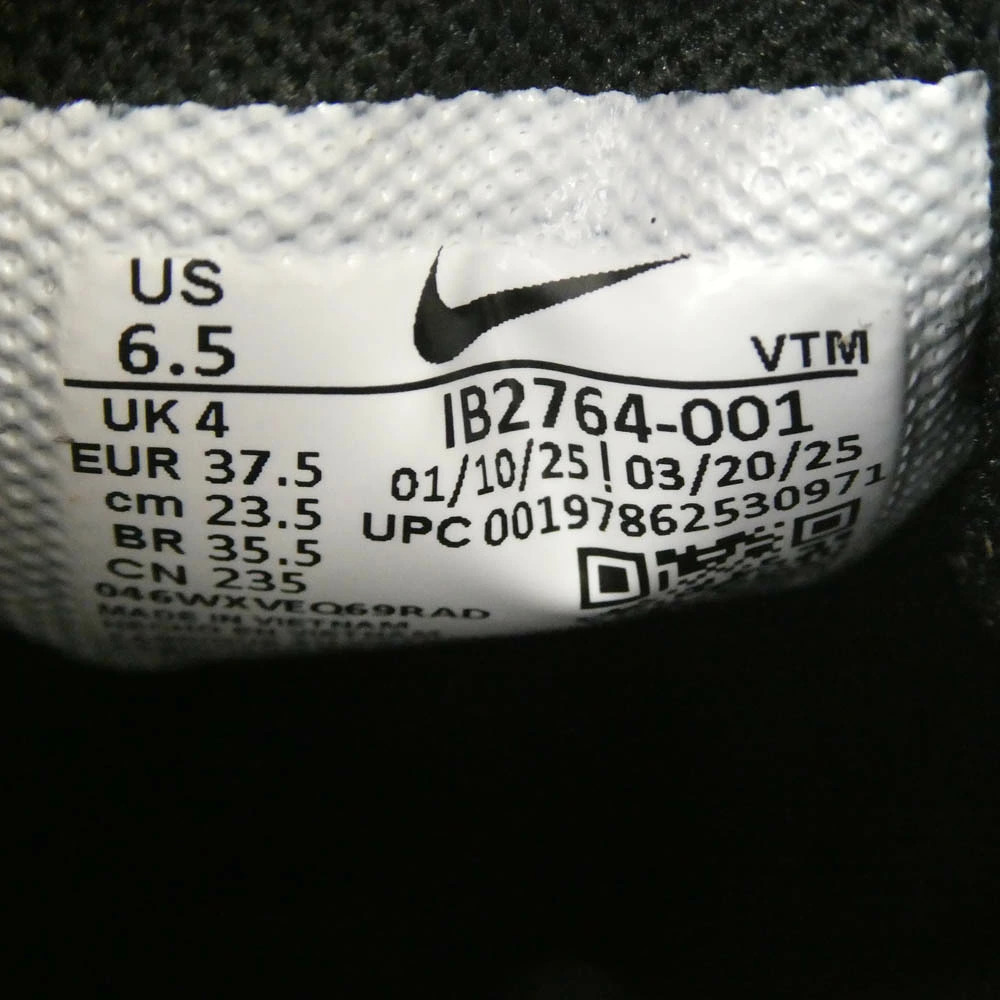 US
6.5
VTM
UK 4
EUR 37.5
cm 23.5
BR 35.5
CN 235
IB2764-001
01/10/25! 03/20/25
UPC 00197862530971
046WXVEQ69RAD
MADE IN VIETNAM